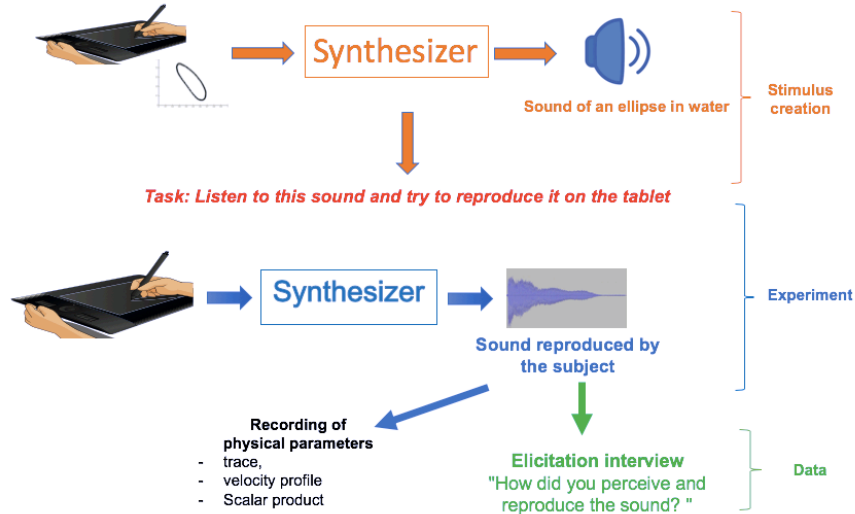 Synthesizer
Sound of an ellipse in water
Stimulus
creation
Task: Listen to this sound and try to reproduce it on the tablet
Synthesizer
Experiment
Sound reproduced by
the subject
Recording of
physical parameters
- trace,
- velocity profile
- Scalar product
Elicitation interview
"How did you perceive and
reproduce the sound? "
Data